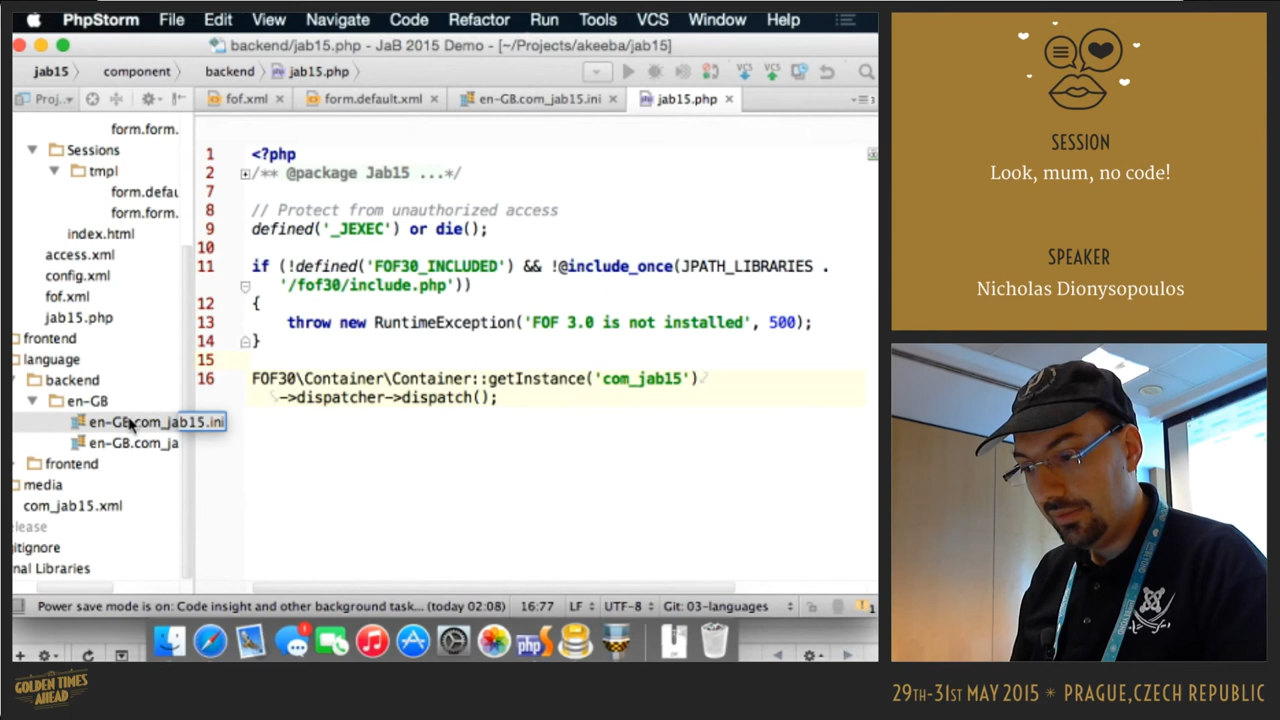 PhpStorm File Edit View Navigate Code Refactor Run Tools VCS Window Help
backend/jab15.php - JaB 2015 Demo - [~/Projects/akeeba/jab15]
jab15 component backend jab15.php
VCS VCS
Proj..
fof.xml form.default.xml en-GB.com_jab15.ini jab15.php
form.form.
Sessions
tmpl
form.defau
form.form.
index.html
access.xml
config.xml
fof.xml
jab15.php
frontend
language
backend
en-GB
en-GB.com_jab15.ini
en-GB.com_ja
frontend
media
com_jab15.xml
elease
itignore
nal Libraries
1 <?php
2 /** @package Jab15 ...*/
7
8 // Protect from unauthorized access
9 defined('_JEXEC') or die();
10
11 if (!defined('FOF30_INCLUDED') && !@include_once(JPATH_LIBRARIES .
'/fof30/include.php'))
12 {
13 throw new RuntimeException('FOF 3.0 is not installed', 500);
14 }
15
16 FOF30\Container\Container::getInstance('com_jab15')
->dispatcher->dispatch();
Power save mode is on: Code insight and other background task... (today 02:08) 16:77 LF UTF-8 Git: 03-languages 1
php
SESSION
Look, mum, no code!
SPEAKER
Nicholas Dionysopoulos
GOLDEN TIMES
AHEAD
29TH-31ST MAY 2015 * PRAGUE,CZECH REPUBLIC